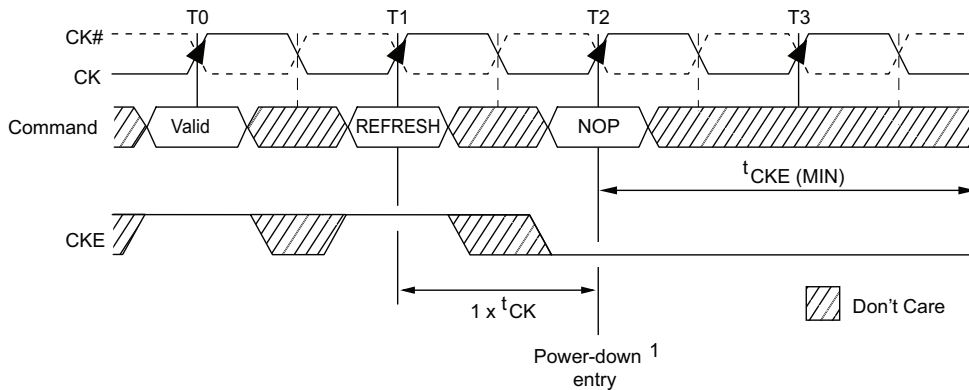 T0 T1 T2 T3
CK#
CK
Command Valid REFRESH NOP
tCKE (MIN)
CKE
1 x tCK
Don't Care
Power-down 1
entry